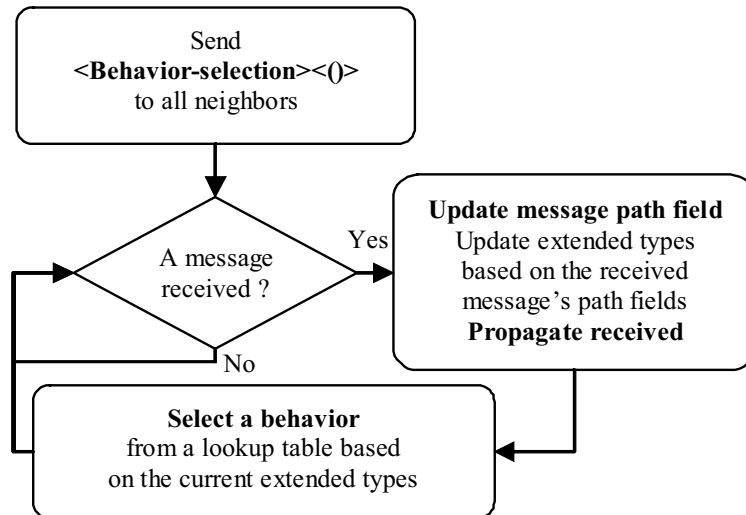 Send
<Behavior-selection><()>
to all neighbors
A message
received ?
Yes
Update message path field
Update extended types
based on the received
message’s path fields
Propagate received
No
Select a behavior
from a lookup table based
on the current extended types